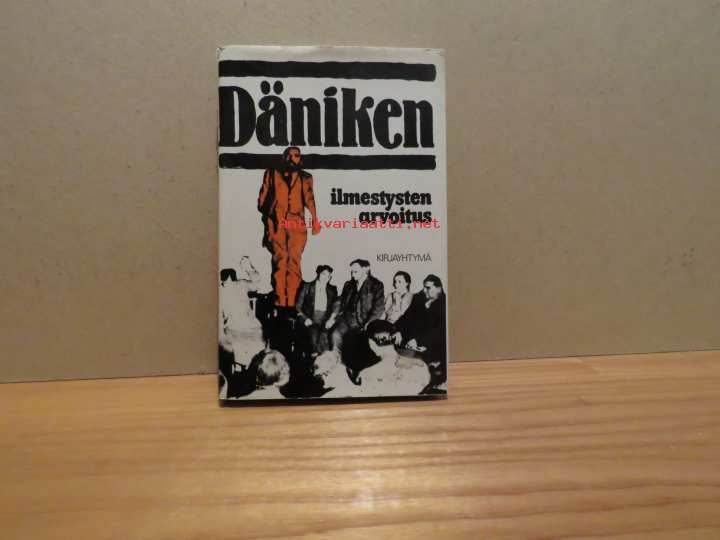 Däniken
ilmestysten
arvoitus
Antikvariaatti.net
KIRJAYHTYMÄ